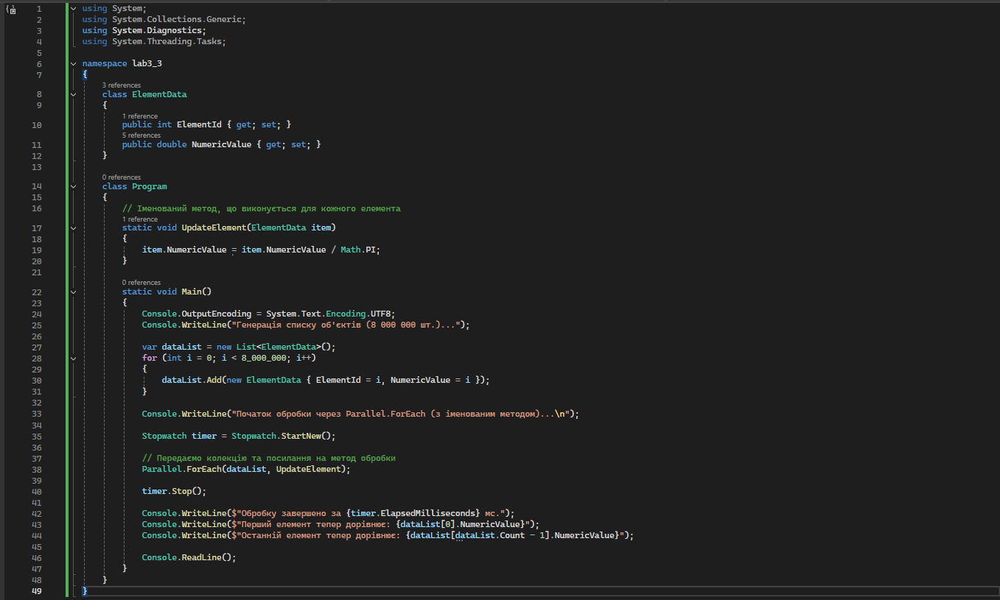 1 using System;
2 using System.Collections.Generic;
3 using System.Diagnostics;
4 using System.Threading.Tasks;
5
6 namespace lab3_3
7 {
3 references
8 class ElementData
9 {
1 reference
10 public int ElementId { get; set; }
5 references
11 public double NumericValue { get; set; }
12 }
13
0 references
14 class Program
15 {
16 // Іменований метод, що виконується для кожного елемента
1 reference
17 static void UpdateElement(ElementData item)
18 {
19 item.NumericValue = item.NumericValue / Math.PI;
20 }
21
0 references
22 static void Main()
23 {
24 Console.OutputEncoding = System.Text.Encoding.UTF8;
25 Console.WriteLine("Генерація списку об'єктів (8 000 000 шт.)...");
26
27 var dataList = new List<ElementData>();
28 for (int i = 0; i < 8_000_000; i++)
29 {
30 dataList.Add(new ElementData { ElementId = i, NumericValue = i });
31 }
32
33 Console.WriteLine("Початок обробки через Parallel.ForEach (з іменованим методом)...\n");
34
35 Stopwatch timer = Stopwatch.StartNew();
36
37 // Передаємо колекцію та посилання на метод обробки
38 Parallel.ForEach(dataList, UpdateElement);
39
40 timer.Stop();
41
42 Console.WriteLine($"Обробку завершено за {timer.ElapsedMilliseconds} мс.");
43 Console.WriteLine($"Перший елемент тепер дорівнює: {dataList[0].NumericValue}");
44 Console.WriteLine($"Останній елемент тепер дорівнює: {dataList[dataList.Count - 1].NumericValue}");
45
46 Console.ReadLine();
47 }
48 }
49 }